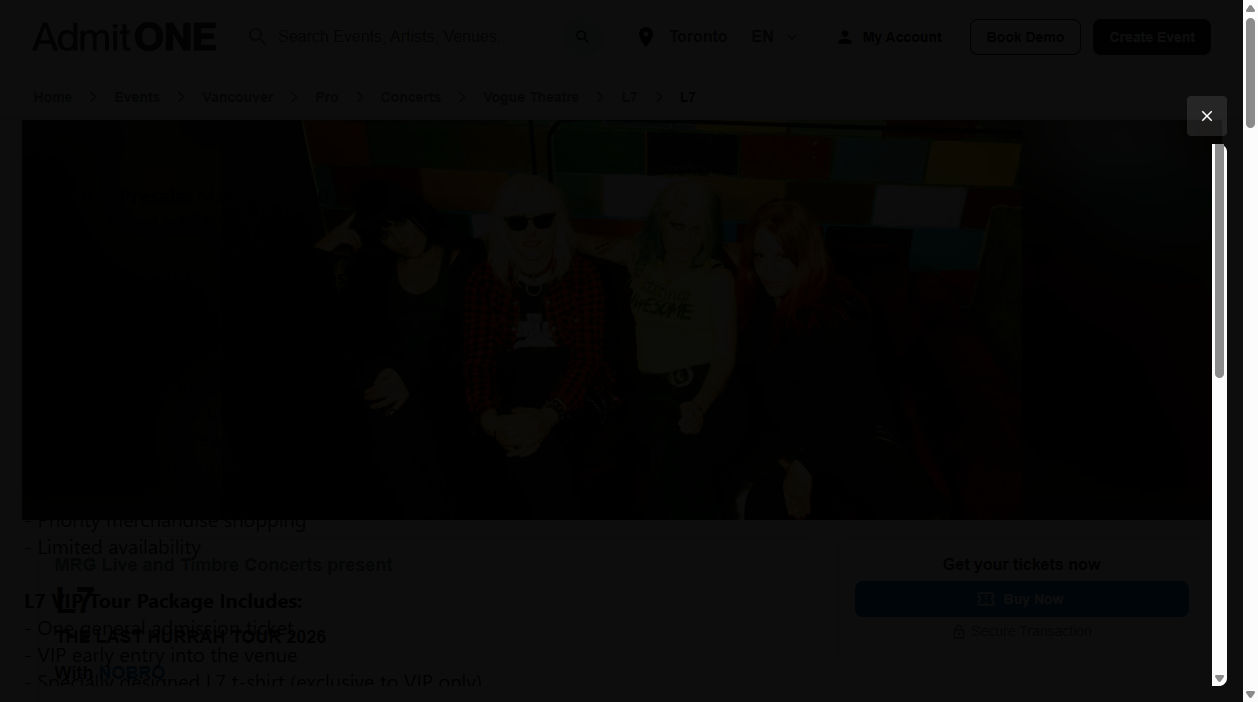 AdmitONE
Search Events, Artists, Venues.
Toronto
EN
My Account
Book Demo
Create Event
Home
Events
Vancouver
Pro
Concerts
Vogue Theatre
L7
L7
- Priority merchandise shopping
- Limited availability
MRG Live and Timbre Concerts present
Get your tickets now
L7 VIP Tour Package Includes:
L7
Buy Now
- One general admission ticket
THE LAST HURRAH TOUR 2026
Secure Transaction
- VIP early entry into the venue
With NOBRO
- Specially designed L7 t-shirt (exclusive to VIP only)